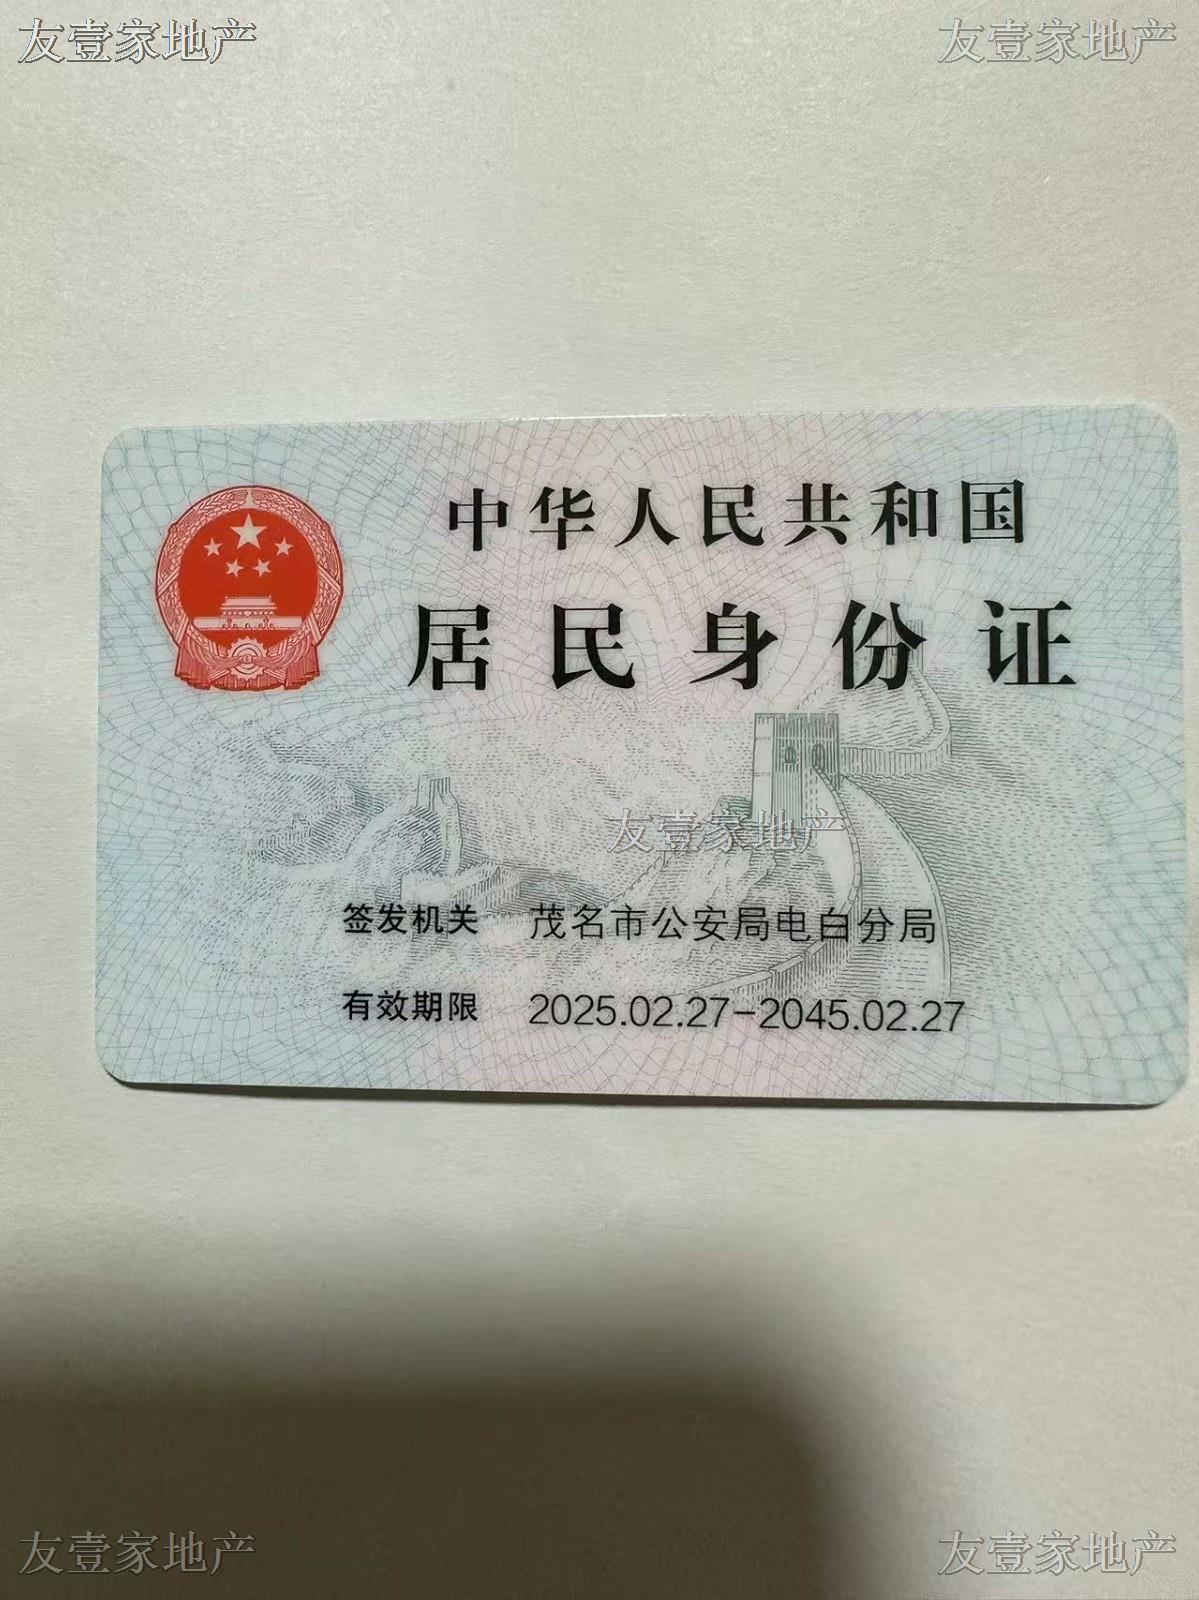 友壹家地产 友壹家地产
中华人民共和国
居民身份证
友壹家地产
签发机关 茂名市公安局电白分局
有效期限 2025.02.27-2045.02.27
友壹家地产 友壹家地产